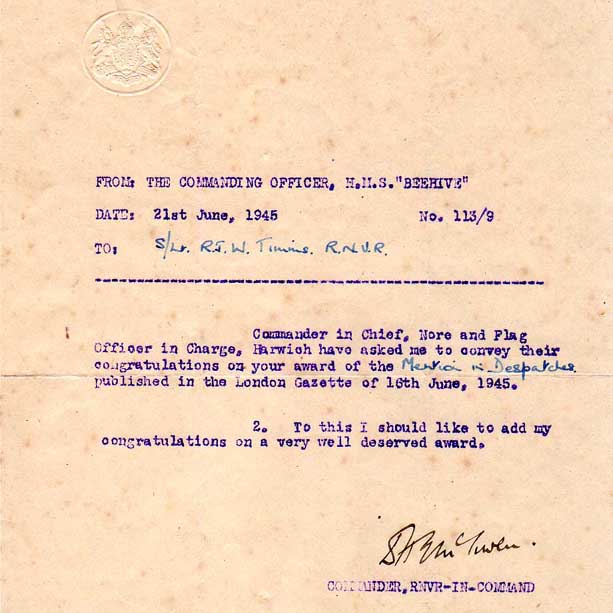 FROM: THE COMMANDING OFFICER, H.M.S."BEEHIVE"
DATE: 21st June, 1945 No. 113/9
TO: S/Lt. R.J.W. Timms. R.N.V.R.
Commander in Chief, Nore and Flag
Officer in Charge, Harwich have asked me to convey their
congratulations on your award of the Mention in Despatches.
published in the London Gazette of 16th June, 1945.
2. To this I should like to add my
congratulations on a very well deserved award.
COMMANDER,RNVR-IN-COMMAND